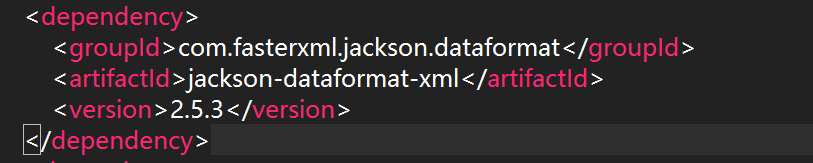 <dependency>
<groupId>com.fasterxml.jackson.dataformat</groupId>
<artifactId>jackson-dataformat-xml</artifactId>
<version>2.5.3</version>
</dependency>